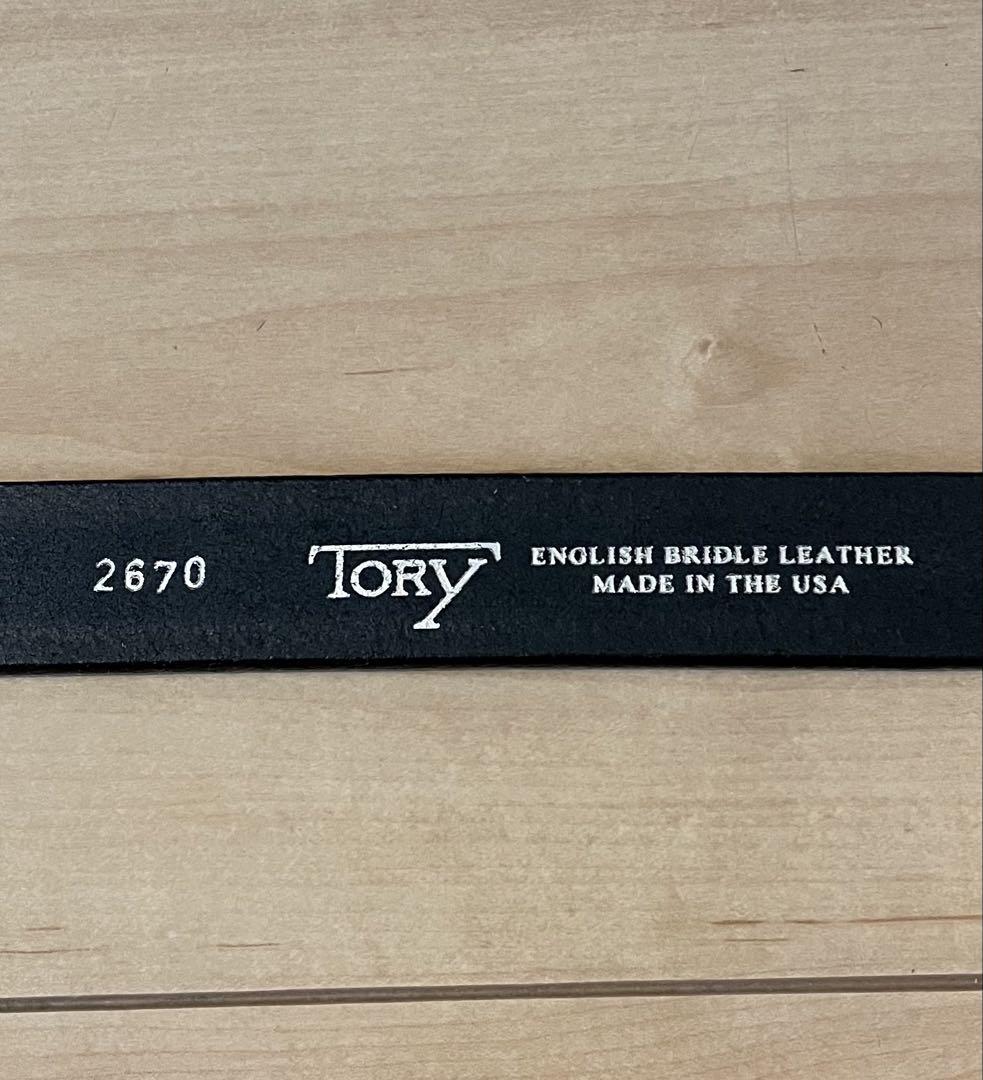 2670
TORY
ENGLISH BRIDLE LEATHER
MADE IN THE USA